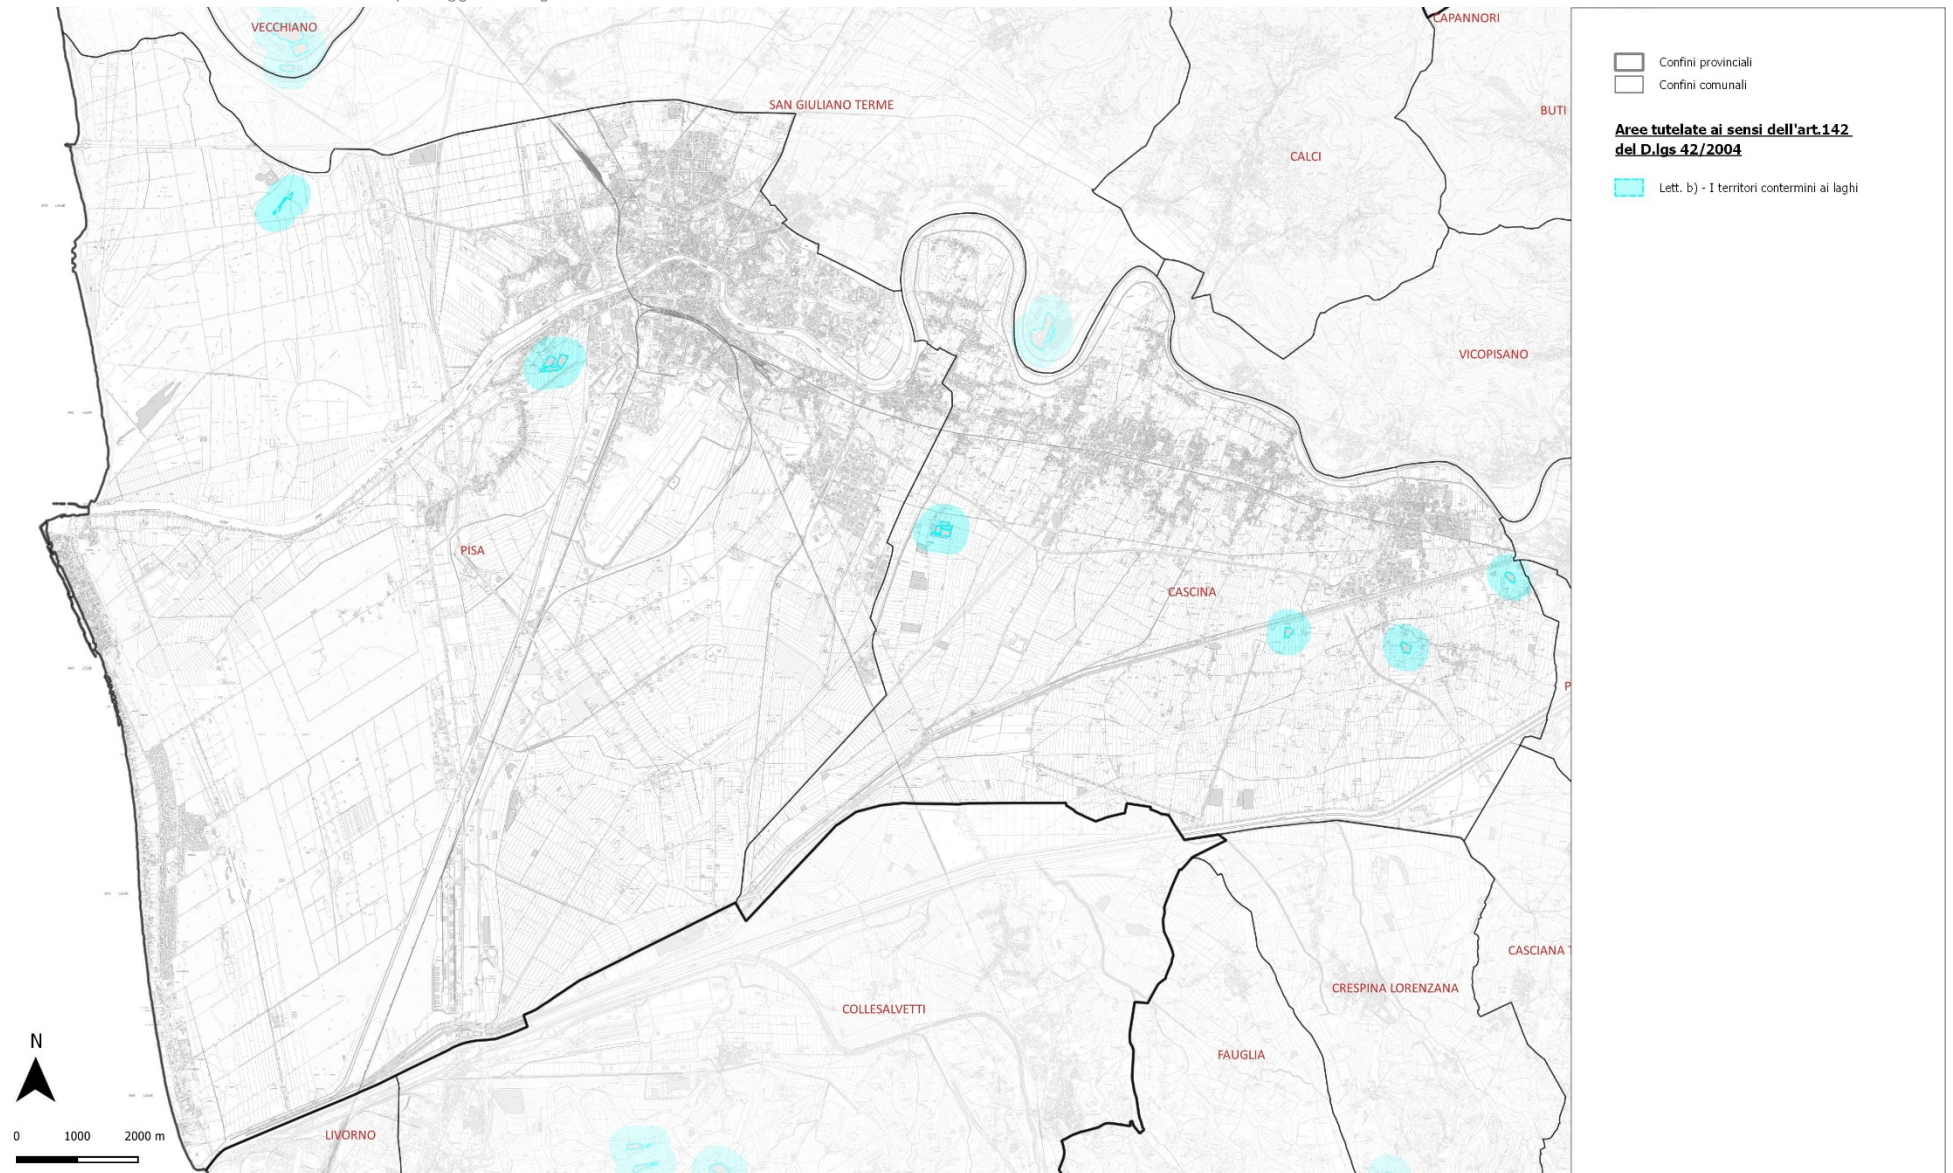 VECCHIANO
CAPANNORI
SAN GIULIANO TERME
BUTI
CALCI
VICOPISANO
PISA
CASCINA
P
CASCIANA T
CRESPINA LORENZANA
COLLESALVETTI
FAUGLIA
LIVORNO
N
0 1000 2000 m
Confini provinciali
Confini comunali
Aree tutelate ai sensi dell'art.142
del D.lgs 42/2004
Lett. b) - I territori contermini ai laghi